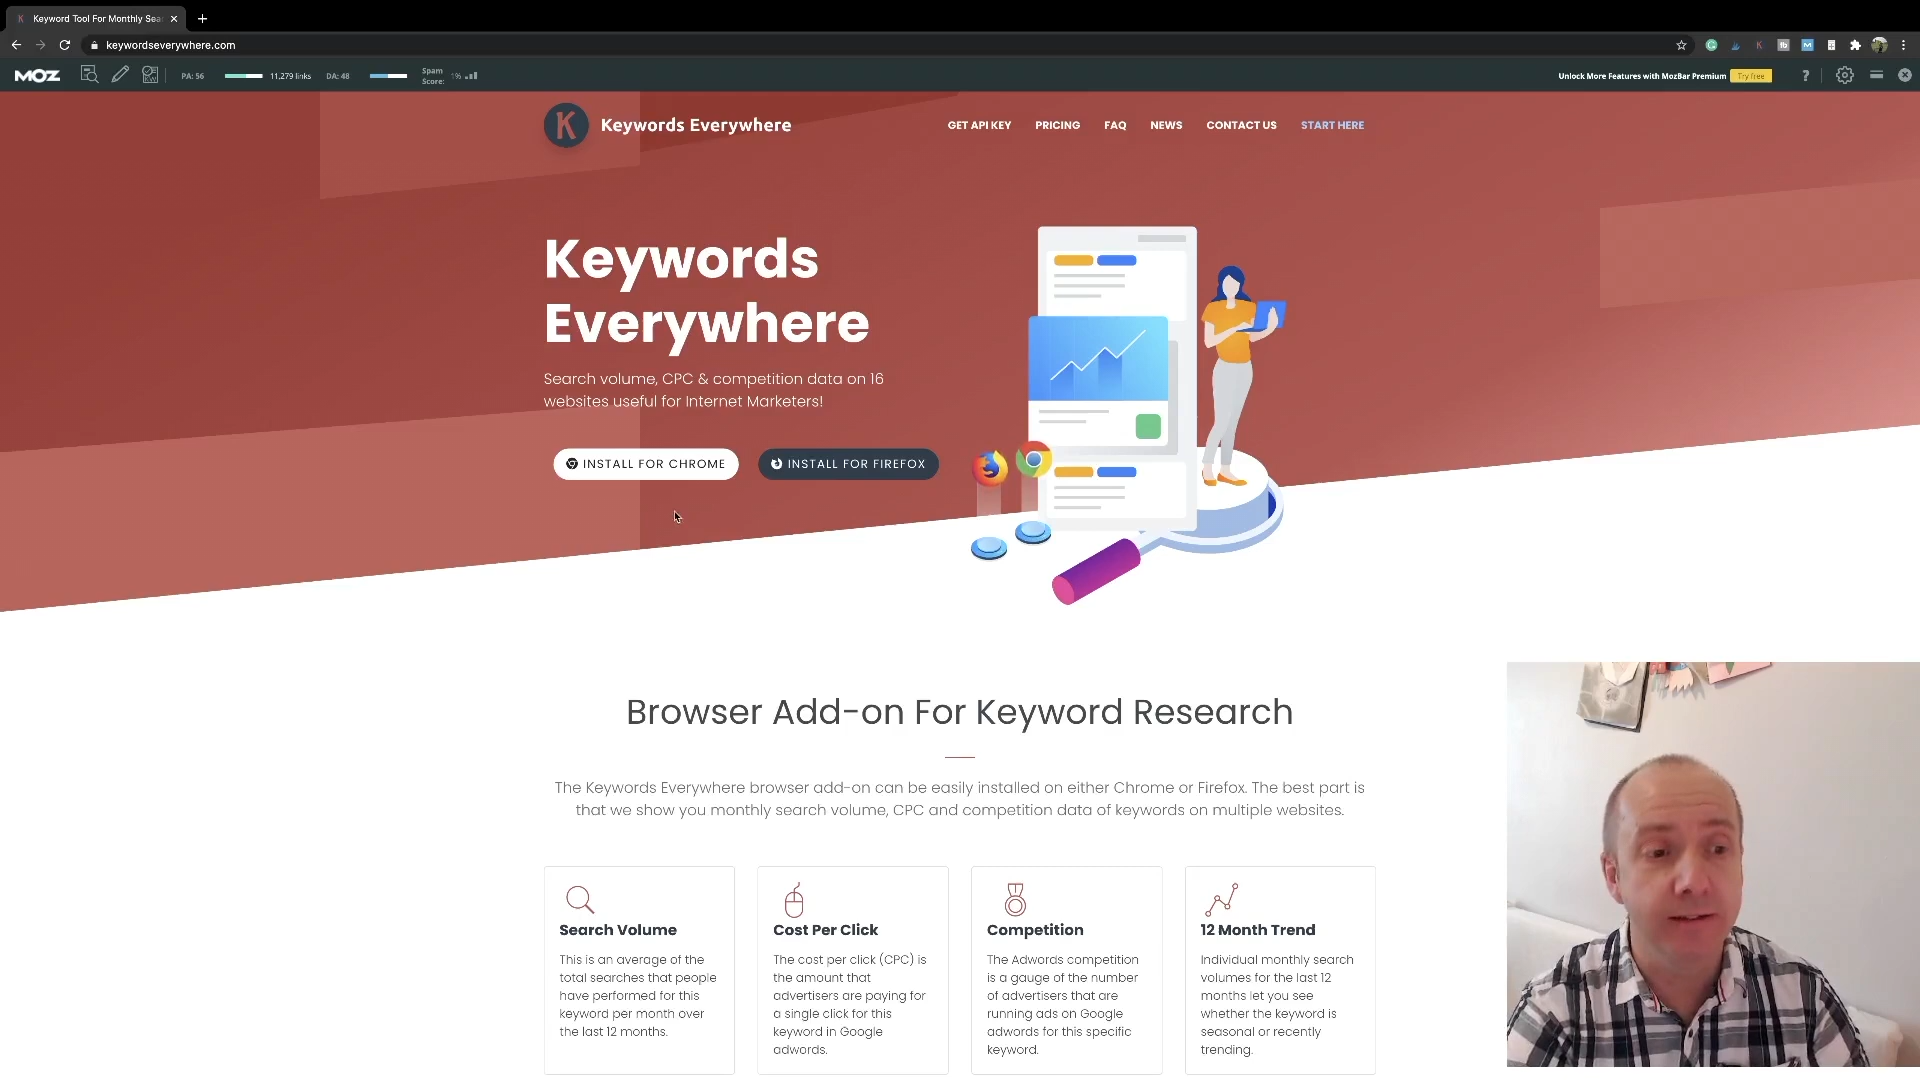 Keyword Tool For Monthly Sea
keywordseverywhere.com
MOZ
PA: 56
11,279 links
DA: 48
Spam
Score:
1%
Unlock More Features with MozBar Premium
Try free
?
K
Keywords Everywhere
GET API KEY
PRICING
FAQ
NEWS
CONTACT US
START HERE
Keywords
Everywhere
Search volume, CPC & competition data on 16
websites useful for Internet Marketers!
INSTALL FOR CHROME
INSTALL FOR FIREFOX
Browser Add-on For Keyword Research
The Keywords Everywhere browser add-on can be easily installed on either Chrome or Firefox. The best part is
that we show you monthly search volume, CPC and competition data of keywords on multiple websites.
Search Volume
This is an average of the
total searches that people
have performed for this
keyword per month over
the last 12 months.
Cost Per Click
The cost per click (CPC) is
the amount that
advertisers are paying for
a single click for this
keyword in Google
adwords.
Competition
The Adwords competition
is a gauge of the number
of advertisers that are
running ads on Google
adwords for this specific
keyword.
12 Month Trend
Individual monthly search
volumes for the last 12
months let you see
whether the keyword is
seasonal or recently
trending.